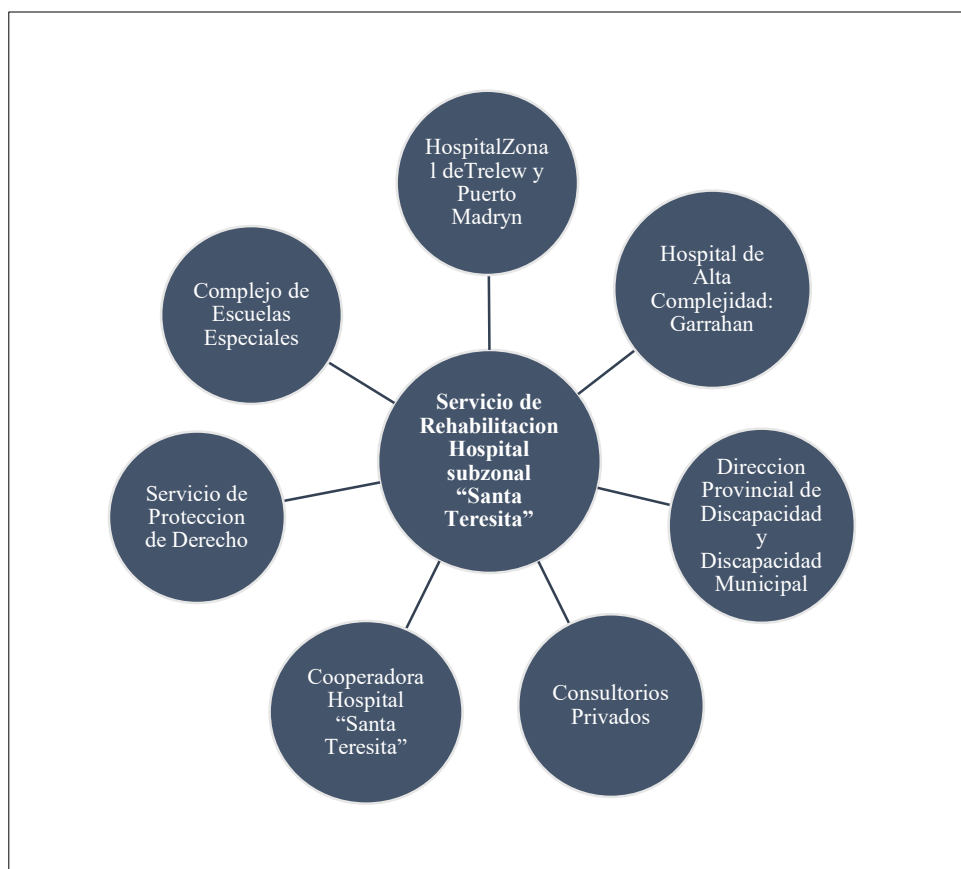 HospitalZona
l deTrelew y
Puerto
Madryn
Hospital de
Alta
Complejidad:
Garrahan
Complejo de
Escuelas
Especiales
Servicio de
Rehabilitacion
Hospital
subzonal
“Santa
Teresita”
Direccion
Provincial de
Discapacidad
y
Discapacidad
Municipal
Servicio de
Proteccion
de Derecho
Consultorios
Privados
Cooperadora
Hospital
“Santa
Teresita”